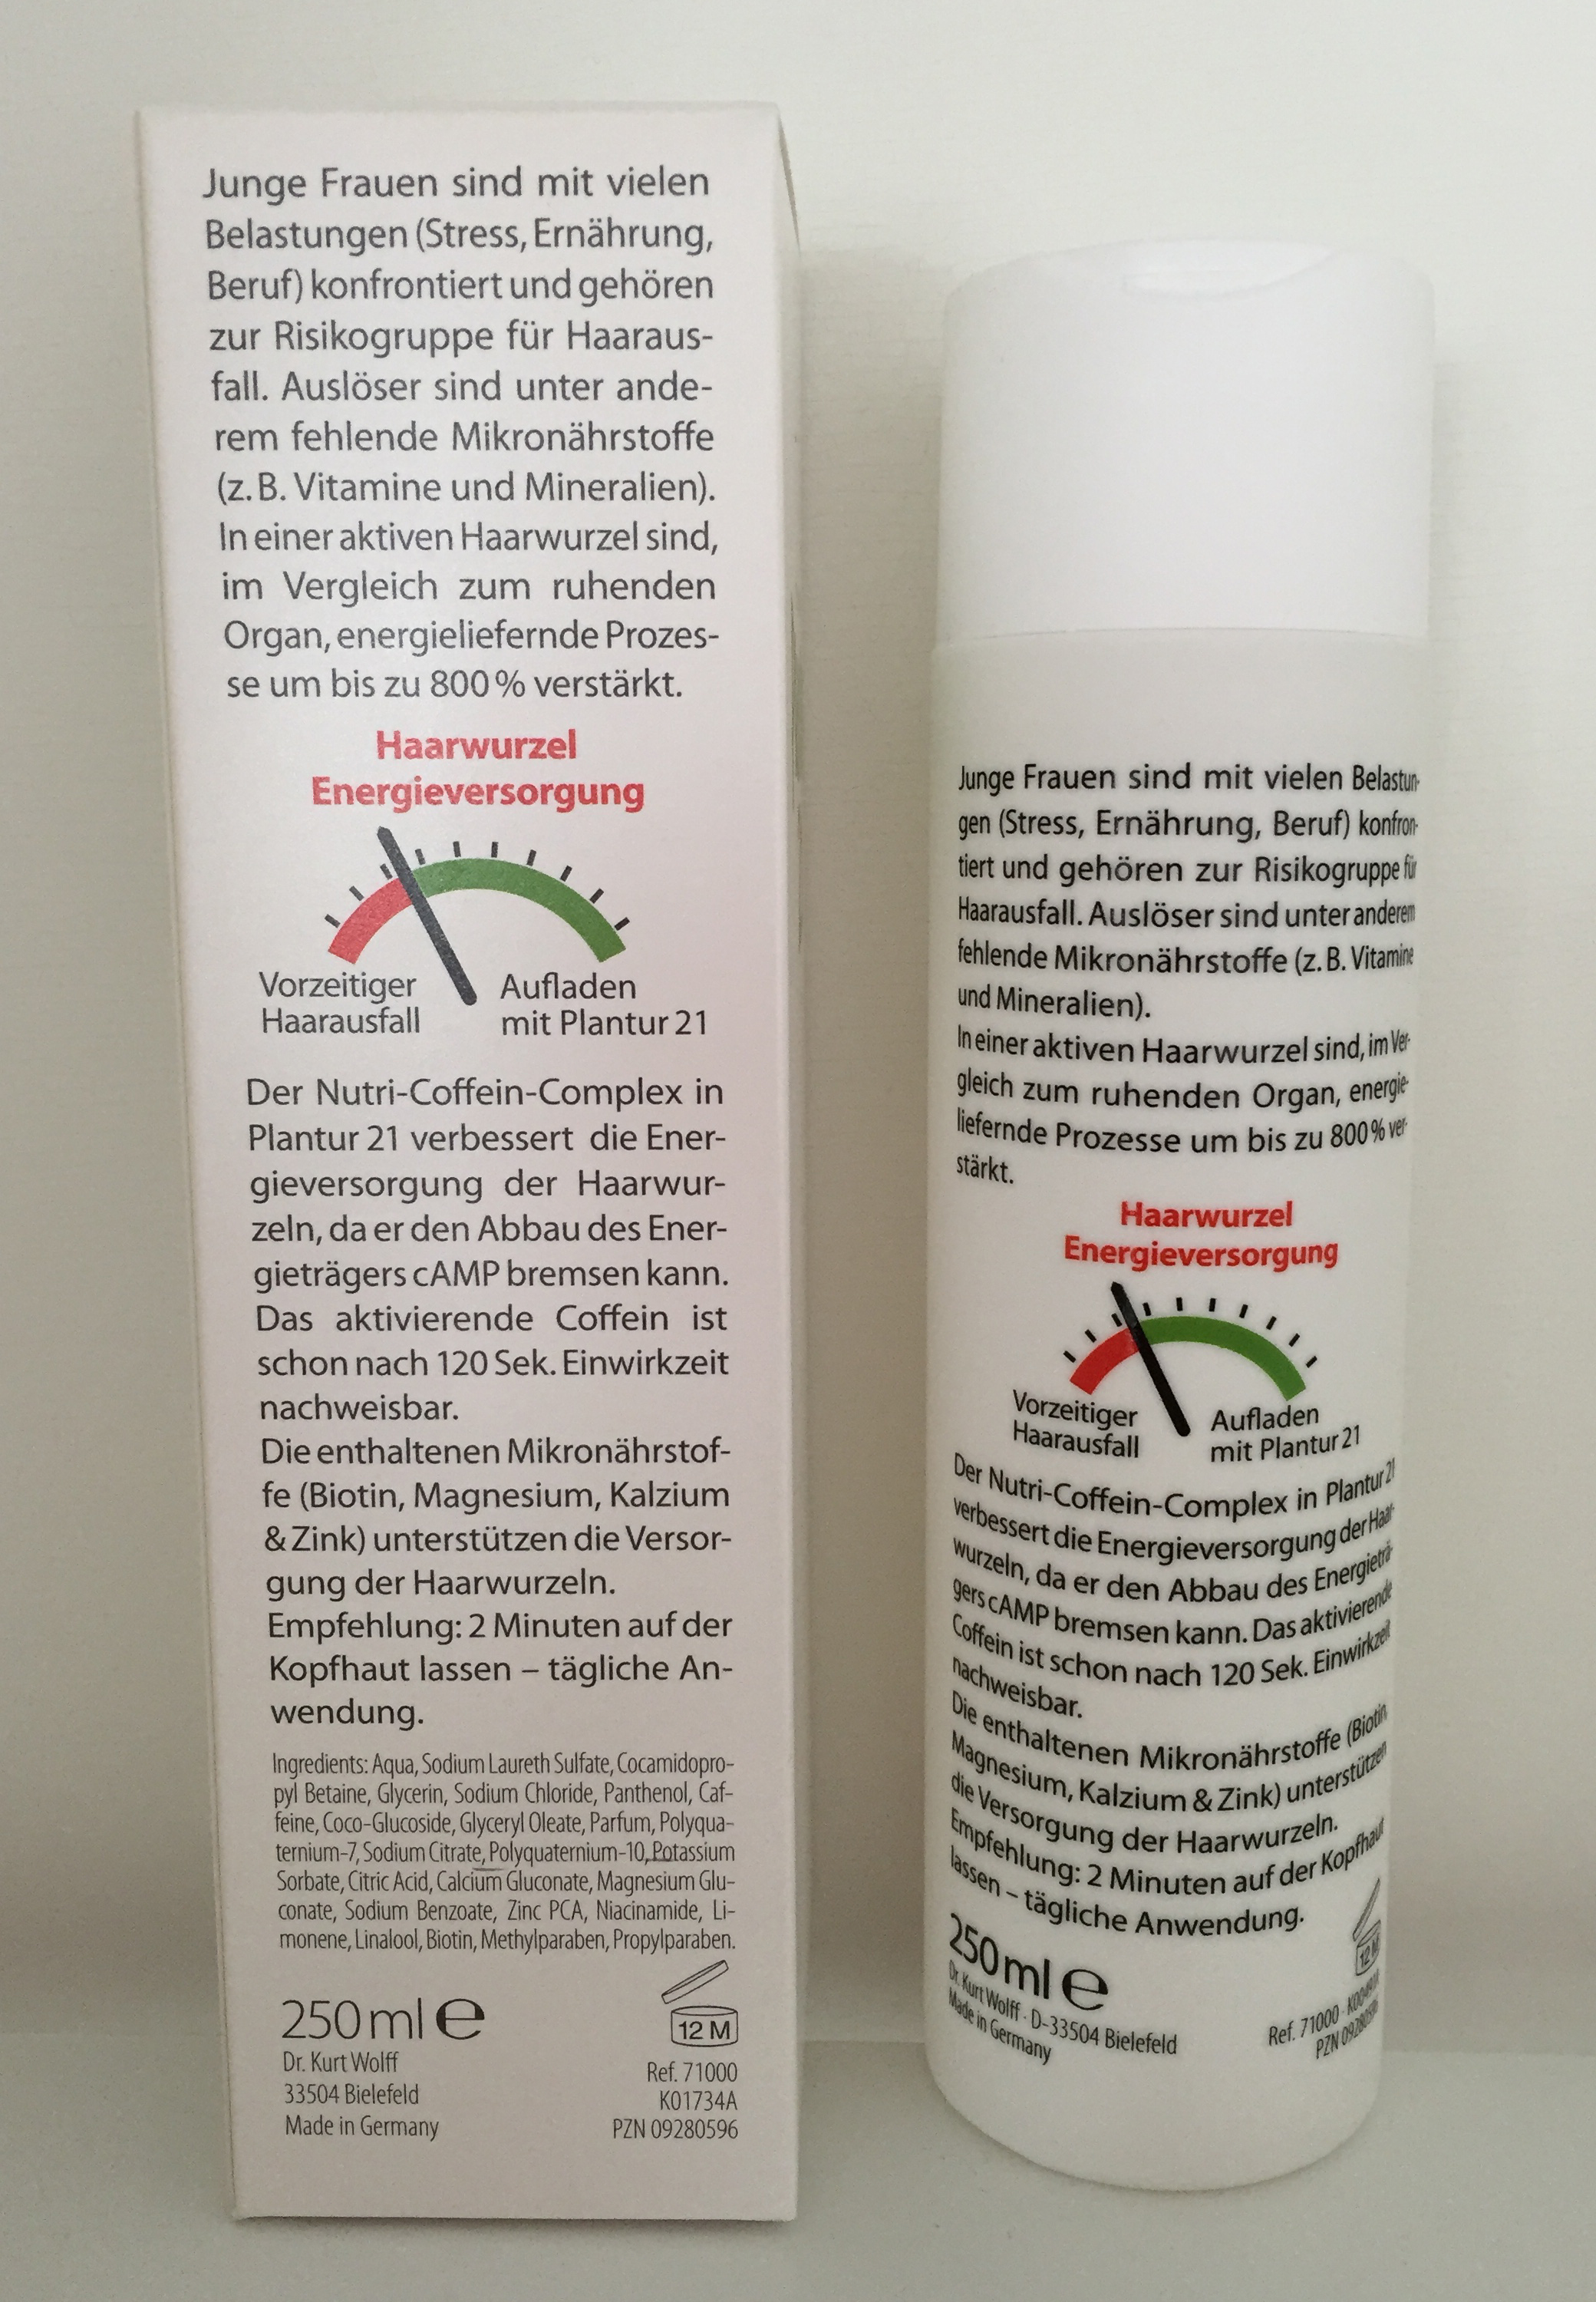 Junge Frauen sind mit vielen
Belastungen (Stress, Ernährung,
Beruf) konfrontiert und gehören
zur Risikogruppe für Haaraus-
fall. Auslöser sind unter ande-
rem fehlende Mikronährstoffe
(z. B. Vitamine und Mineralien).
In einer aktiven Haarwurzel sind,
im Vergleich zum ruhenden
Organ, energieliefernde Prozes-
se um bis zu 800 % verstärkt.
Haarwurzel
Energieversorgung
Vorzeitiger
Haarausfall
Aufladen
mit Plantur 21
Der Nutri-Coffein-Complex in
Plantur 21 verbessert die Ener-
gieversorgung der Haarwur-
zeln, da er den Abbau des Ener-
gieträgers cAMP bremsen kann.
Das aktivierende Coffein ist
schon nach 120 Sek. Einwirkzeit
nachweisbar.
Die enthaltenen Mikronährstof-
fe (Biotin, Magnesium, Kalzium
& Zink) unterstützen die Versor-
gung der Haarwurzeln.
Empfehlung: 2 Minuten auf der
Kopfhaut lassen – tägliche An-
wendung.
Ingredients: Aqua, Sodium Laureth Sulfate, Cocamidopro-
pyl Betaine, Glycerin, Sodium Chloride, Panthenol, Caf-
feine, Coco-Glucoside, Glyceryl Oleate, Parfum, Polyqua-
ternium-7, Sodium Citrate, Polyquaternium-10, Potassium
Sorbate, Citric Acid, Calcium Gluconate, Magnesium Glu-
conate, Sodium Benzoate, Zinc PCA, Niacinamide, Li-
monene, Linalool, Biotin, Methylparaben, Propylparaben.
250 ml e
12 M
Dr. Kurt Wolff
33504 Bielefeld
Made in Germany
Ref. 71000
K01734A
PZN 09280596
Junge Frauen sind mit vielen Belastun-
gen (Stress, Ernährung, Beruf) konfron-
tiert und gehören zur Risikogruppe für
Haarausfall. Auslöser sind unter anderem
fehlende Mikronährstoffe (z. B. Vitamine
und Mineralien).
In einer aktiven Haarwurzel sind, im Ver-
gleich zum ruhenden Organ, energie-
liefernde Prozesse um bis zu 800 % ver-
stärkt.
Haarwurzel
Energieversorgung
Vorzeitiger
Haarausfall
Aufladen
mit Plantur 21
Der Nutri-Coffein-Complex in Plantur 21
verbessert die Energieversorgung der Haar-
wurzeln, da er den Abbau des Energieträ-
gers cAMP bremsen kann. Das aktivierende
Coffein ist schon nach 120 Sek. Einwirkzeit
nachweisbar.
Die enthaltenen Mikronährstoffe (Biotin,
Magnesium, Kalzium & Zink) unterstützen
die Versorgung der Haarwurzeln.
Empfehlung: 2 Minuten auf der Kopfhaut
lassen – tägliche Anwendung.
250 ml e
12 M
Dr. Kurt Wolff · D-33504 Bielefeld
Made in Germany
Ref. 71000 ·
PZN 09280596